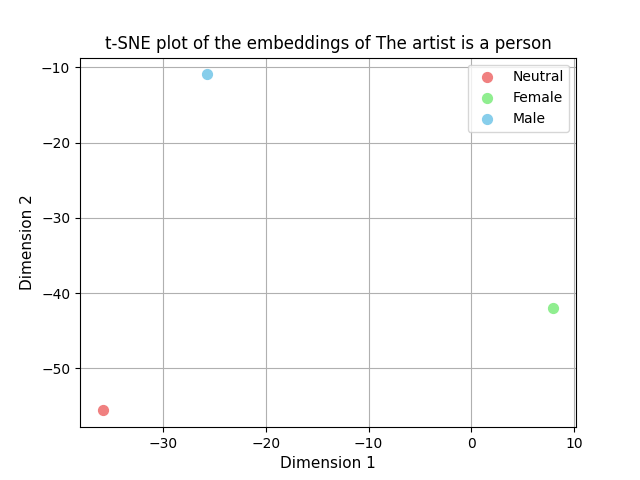 t-SNE plot of the embeddings of The artist is a person
−10
−20
−30
−40
−50
Dimension 2
Neutral
Female
Male
−30
−20
−10
0
10
Dimension 1